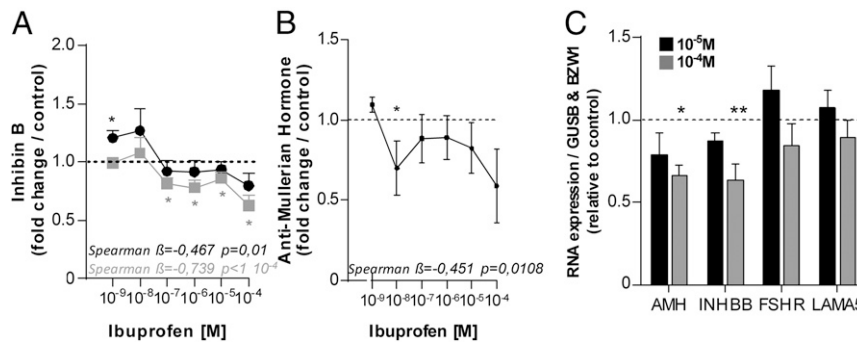 A
Inhibin B
(fold change / control)
2.0
1.5
1.0
0.5
0
*
*
*
*
*
Spearman ß=-0,467 p=0,01
Spearman ß=-0,739 p<1 10-4
10-9
10-8
10-7
10-6
10-5
10-4
Ibuprofen [M]
B
Anti-Mullerian Hormone
(fold change / control)
1.5
1.0
0.5
0
*
Spearman ß=-0,451 p=0,0108
10-9
10-8
10-7
10-6
10-5
10-4
Ibuprofen [M]
C
RNA expression / GUSB & BZW1
(relative to control)
1.5
1.0
0.5
0
10-5M
10-4M
*
**
AMH
INHBB
FSHR
LAMA5